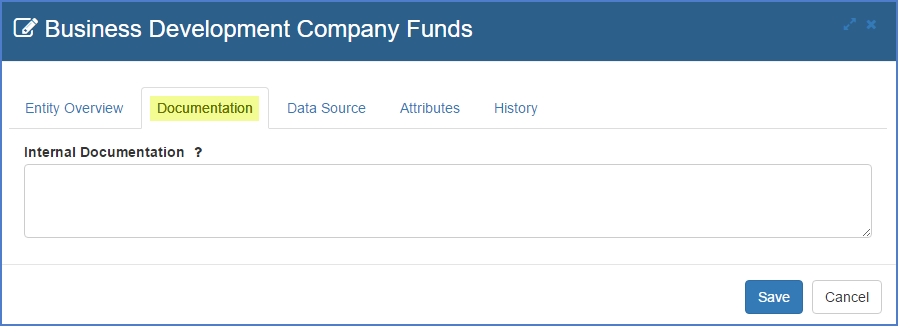 Business Development Company Funds
Entity Overview Documentation Data Source Attributes History
Internal Documentation ?
Save Cancel